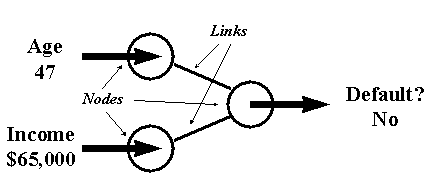 Links
Age
47
Nodes
Default?
No
Income
$65,000